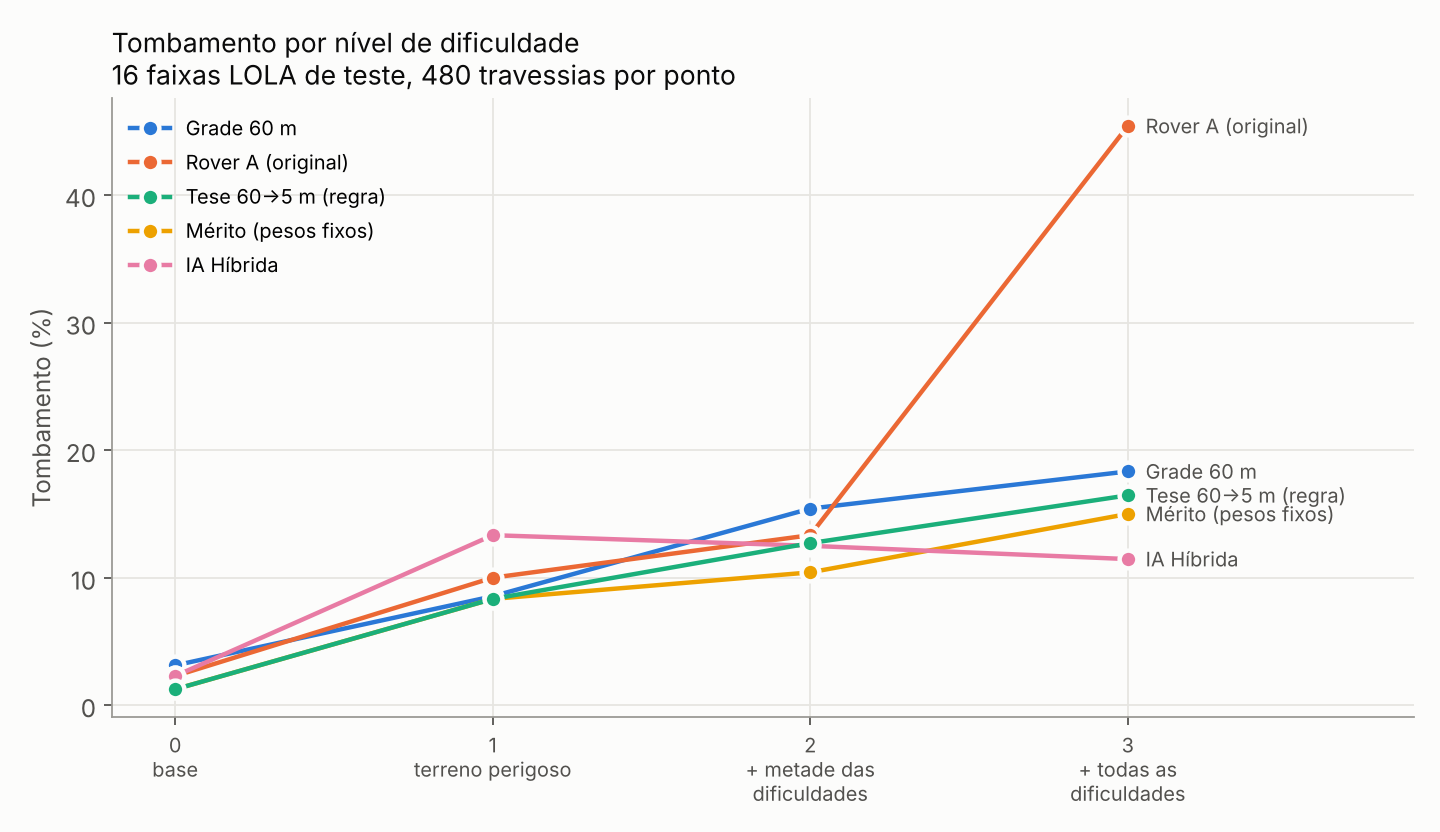 Tombamento por nível de dificuldade
16 faixas LOLA de teste, 480 travessias por ponto
Grade 60 m
Rover A (original)
Tese 60→5 m (regra)
Mérito (pesos fixos)
IA Híbrida
Tombamento (%)
40
30
20
10
0
Rover A (original)
Grade 60 m
Tese 60→5 m (regra)
Mérito (pesos fixos)
IA Híbrida
0
base
1
terreno perigoso
2
+ metade das
dificuldades
3
+ todas as
dificuldades